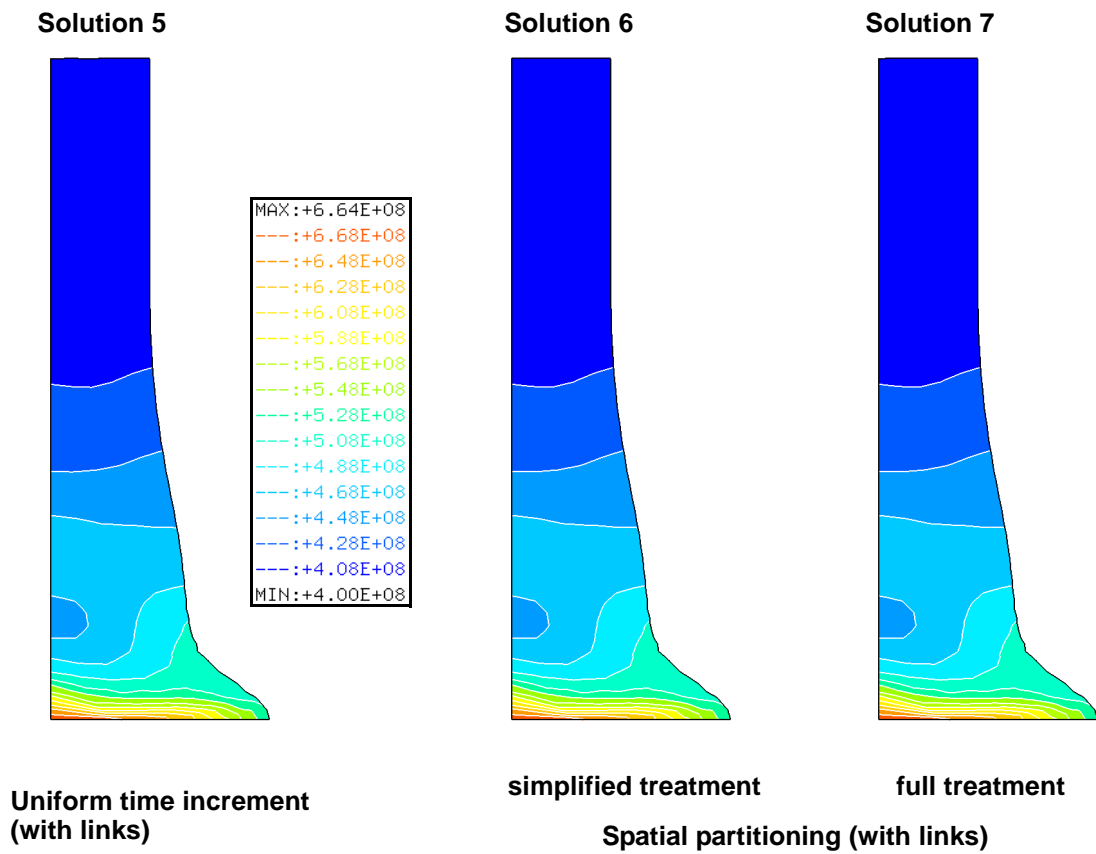 Solution 5
Solution 6
Solution 7
MAX:+6.64E+08
---:+6.68E+08
---:+6.48E+08
---:+6.28E+08
---:+6.08E+08
---:+5.88E+08
---:+5.68E+08
---:+5.48E+08
---:+5.28E+08
---:+5.08E+08
---:+4.88E+08
---:+4.68E+08
---:+4.48E+08
---:+4.28E+08
---:+4.08E+08
MIN:+4.00E+08
Uniform time increment
(with links)
simplified treatment
full treatment
Spatial partitioning (with links)